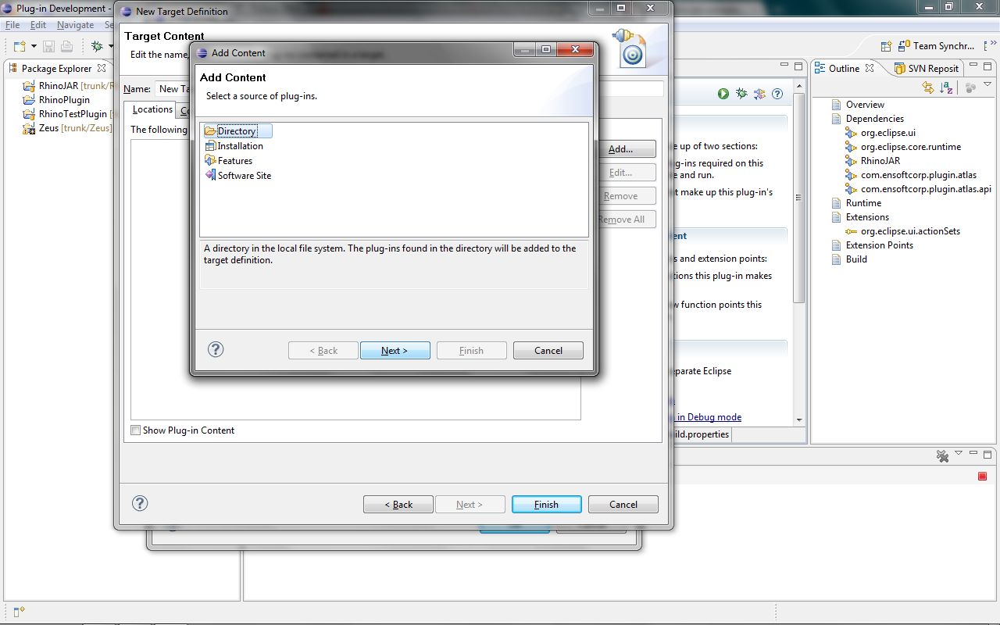 Plug-in Development -
File Edit Navigate
Team Synchr...
Package Explorer
RhinoJAR [trunk/R
RhinoPlugin
RhinoTestPlugin
Zeus [trunk/Zeus]
New Target Definition
Target Content
Edit the name,
Name: New Ta
Locations
The following
Add...
Edit...
Remove
Remove All
Show Plug-in Content
< Back
Next >
Finish
Cancel
Add Content
Add Content
Select a source of plug-ins.
Directory
Installation
Features
Software Site
A directory in the local file system. The plug-ins found in the directory will be added to the
target definition.
< Back
Next >
Finish
Cancel
e up of two sections:
g-ins required on this
e and run.
t make up this plug-in's
ent
s and extension points:
tions this plug-in makes
w function points this
eparate Eclipse
in Debug mode
ild.properties
Outline
SVN Reposit
Overview
Dependencies
org.eclipse.ui
org.eclipse.core.runtime
RhinoJAR
com.ensoftcorp.plugin.atlas
com.ensoftcorp.plugin.atlas.api
Runtime
Extensions
org.eclipse.ui.actionSets
Extension Points
Build